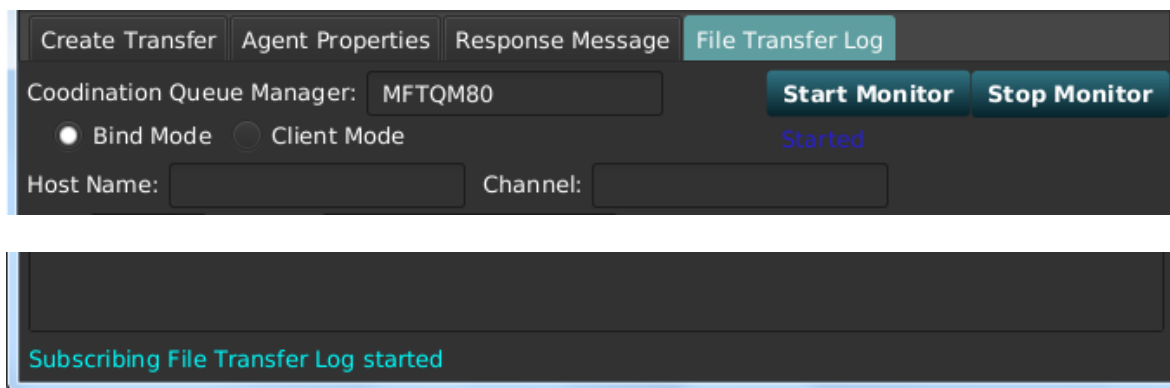 Create Transfer Agent Properties Response Message File Transfer Log
Coodination Queue Manager: MFTQM80 Start Monitor Stop Monitor
Bind Mode Client Mode Started
Host Name: Channel:
Subscribing File Transfer Log started